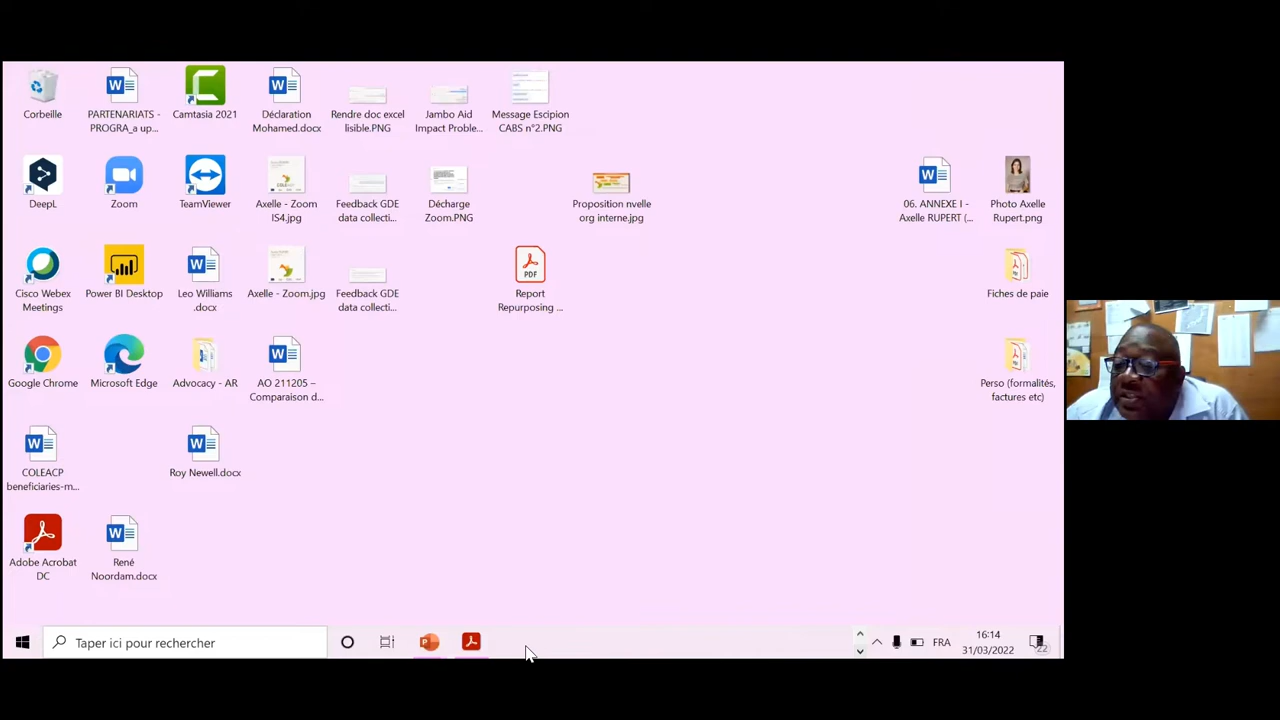 Corbeille
PARTENARIATS -
PROGRA_a up...
Camtasia 2021
Déclaration
Mohamed.docx
Rendre doc excel
lisible.PNG
Jambo Aid
Impact Proble...
Message Escipion
CABS n°2.PNG
DeepL
Zoom
TeamViewer
Axelle - Zoom
IS4.jpg
Feedback GDE
data collecti...
Décharge
Zoom.PNG
Proposition nvelle
org interne.jpg
06. ANNEXE I -
Axelle RUPERT (...
Photo Axelle
Rupert.png
Cisco Webex
Meetings
Power BI Desktop
Leo Williams
.docx
Axelle - Zoom.jpg
Feedback GDE
data collecti...
PDF
Report
Repurposing ...
Fiches de paie
Google Chrome
Microsoft Edge
Advocacy - AR
AO 211205 –
Comparaison d...
Perso (formalités,
factures etc)
COLEACP
beneficiaries-m...
Roy Newell.docx
Adobe Acrobat
DC
René
Noordam.docx
Taper ici pour rechercher
FRA
16:14
31/03/2022
22